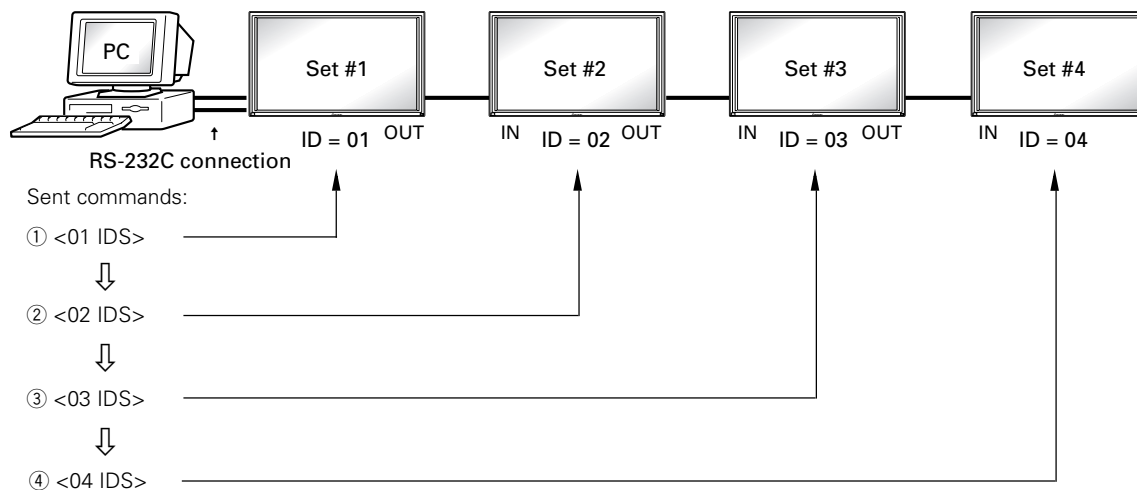 PC
Set #1
Set #2
Set #3
Set #4
ID = 01
OUT
IN
ID = 02
OUT
IN
ID = 03
OUT
IN
ID = 04
RS-232C connection
Sent commands:
① <01 IDS>
② <02 IDS>
③ <03 IDS>
④ <04 IDS>